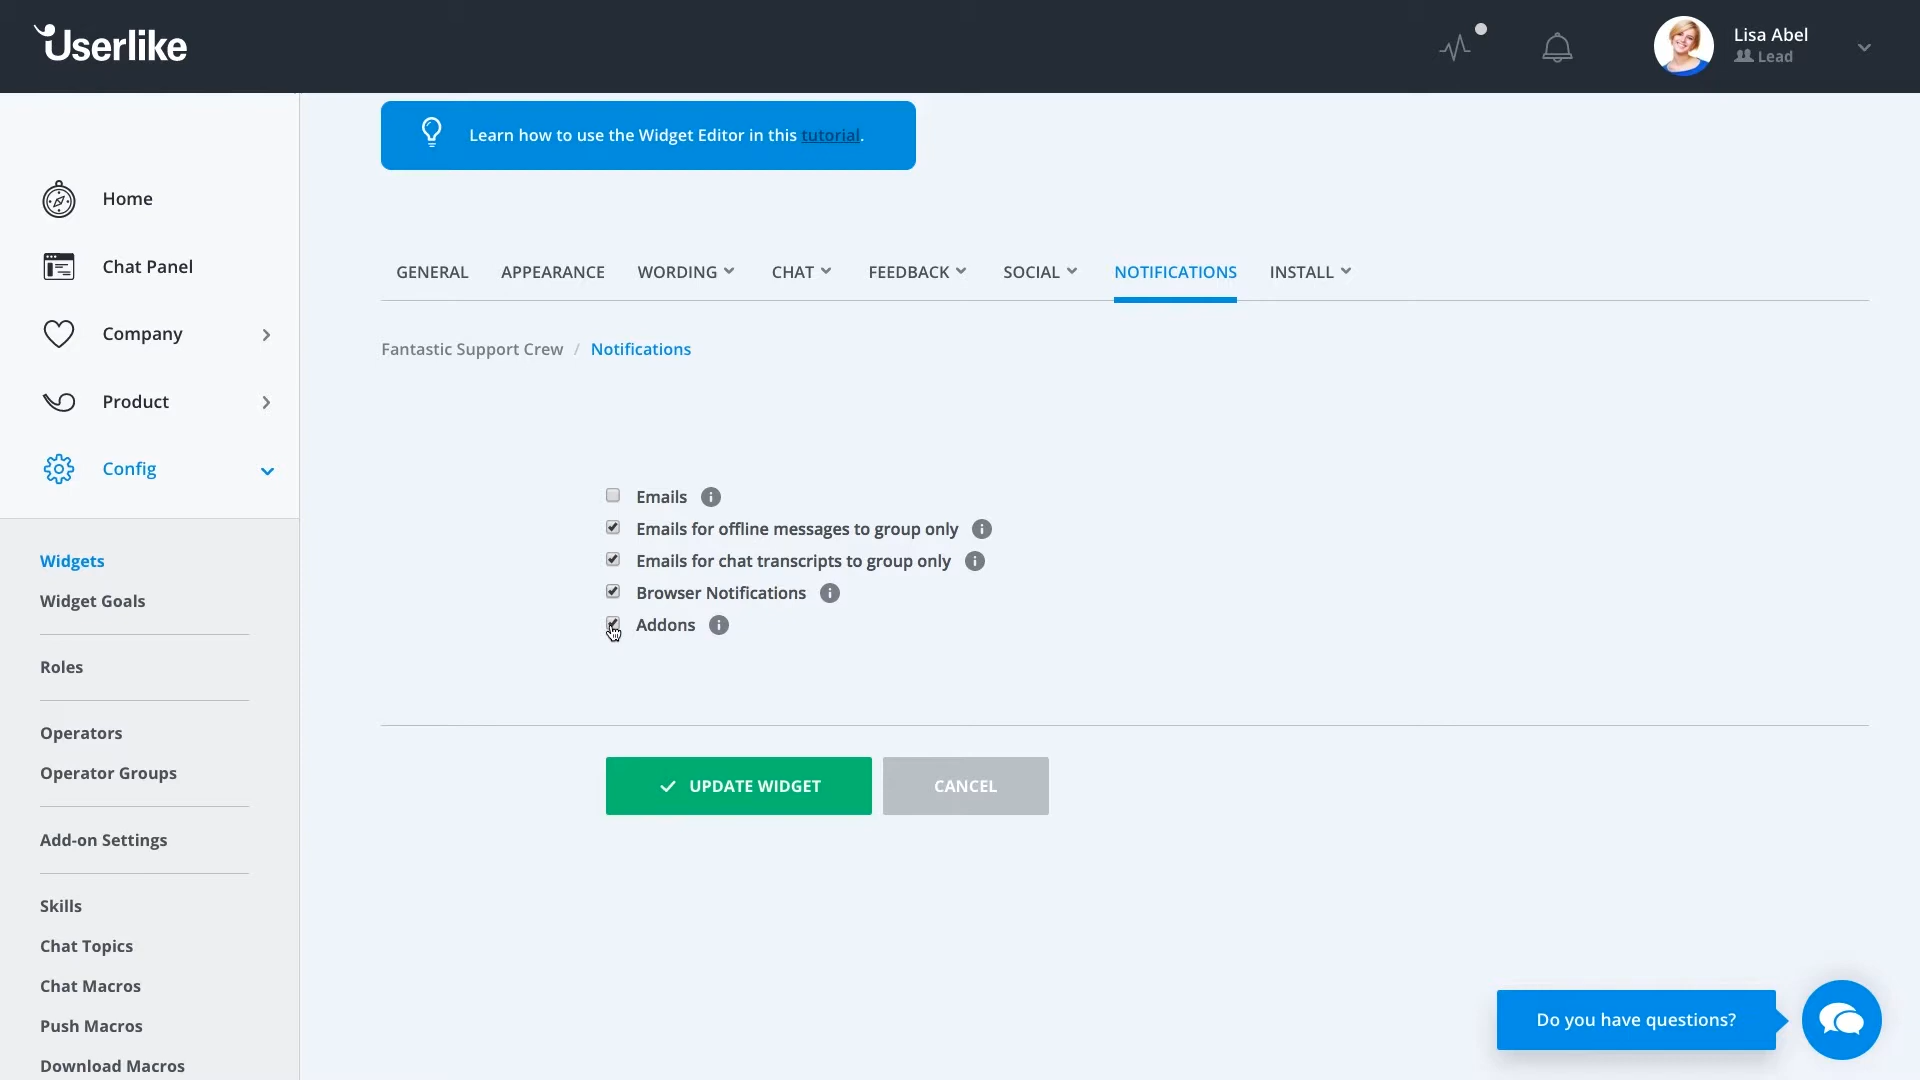 Userlike
Lisa Abel
Lead
Learn how to use the Widget Editor in this tutorial.
Home
Chat Panel
Company
Product
Config
Widgets
Widget Goals
Roles
Operators
Operator Groups
Add-on Settings
Skills
Chat Topics
Chat Macros
Push Macros
Download Macros
GENERAL APPEARANCE WORDING CHAT FEEDBACK SOCIAL NOTIFICATIONS INSTALL
Fantastic Support Crew / Notifications
Emails i
Emails for offline messages to group only i
Emails for chat transcripts to group only i
Browser Notifications i
Addons i
UPDATE WIDGET CANCEL
Do you have questions?